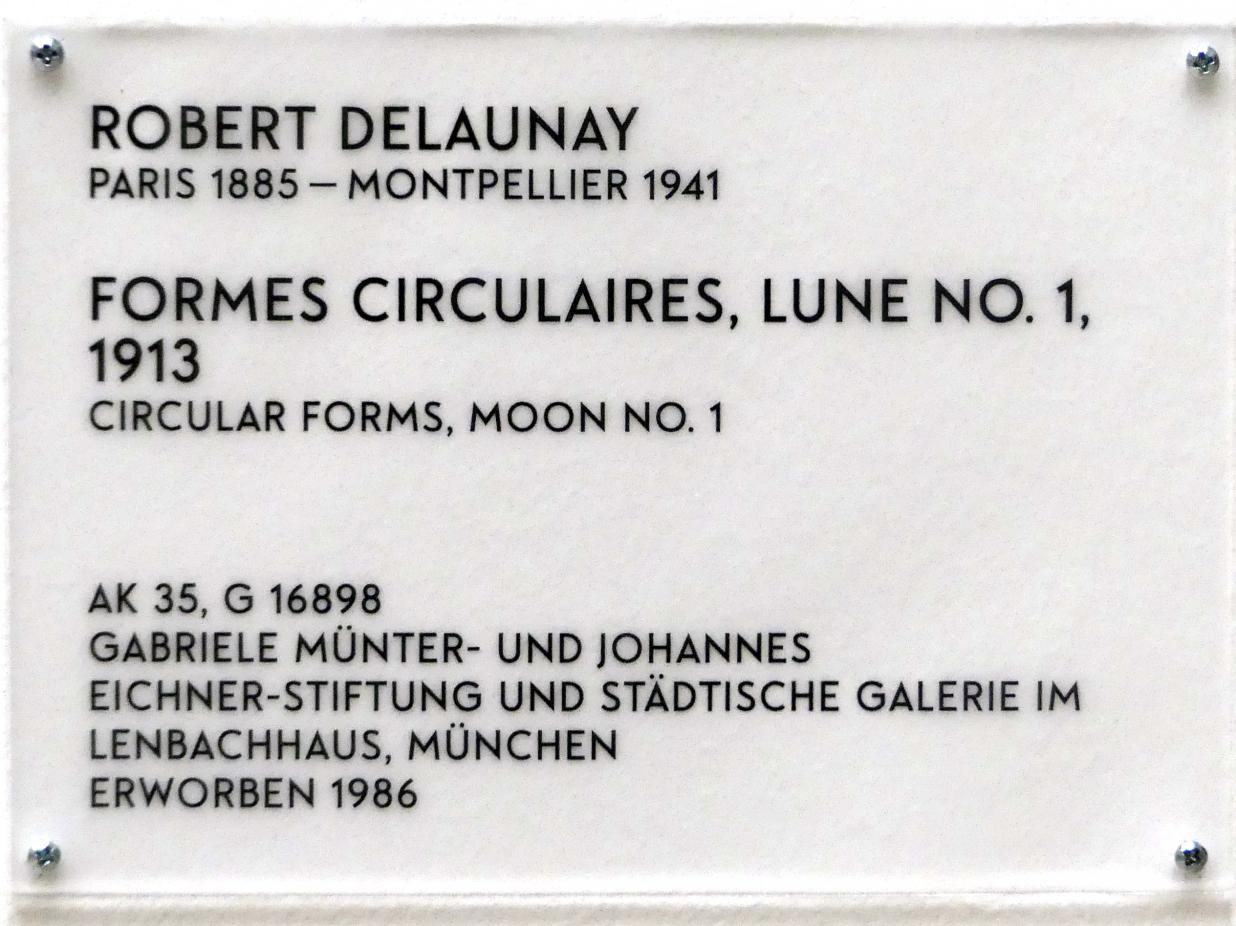 ROBERT DELAUNAY
PARIS 1885 – MONTPELLIER 1941
FORMES CIRCULAIRES, LUNE NO. 1,
1913
CIRCULAR FORMS, MOON NO. 1
AK 35, G 16898
GABRIELE MÜNTER- UND JOHANNES
EICHNER-STIFTUNG UND STÄDTISCHE GALERIE IM
LENBACHHAUS, MÜNCHEN
ERWORBEN 1986